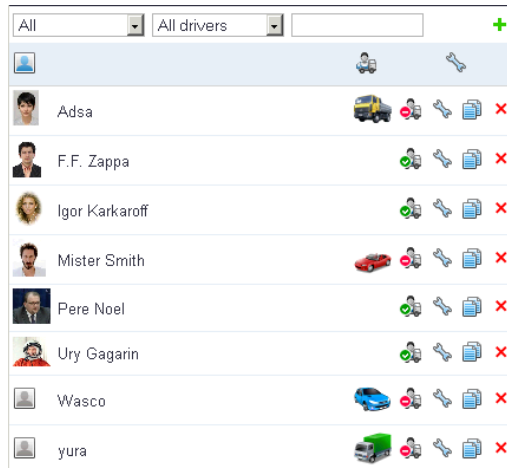 All All drivers
Adsa
F.F. Zappa
Igor Karkaroff
Mister Smith
Pere Noel
Ury Gagarin
Wasco
yura